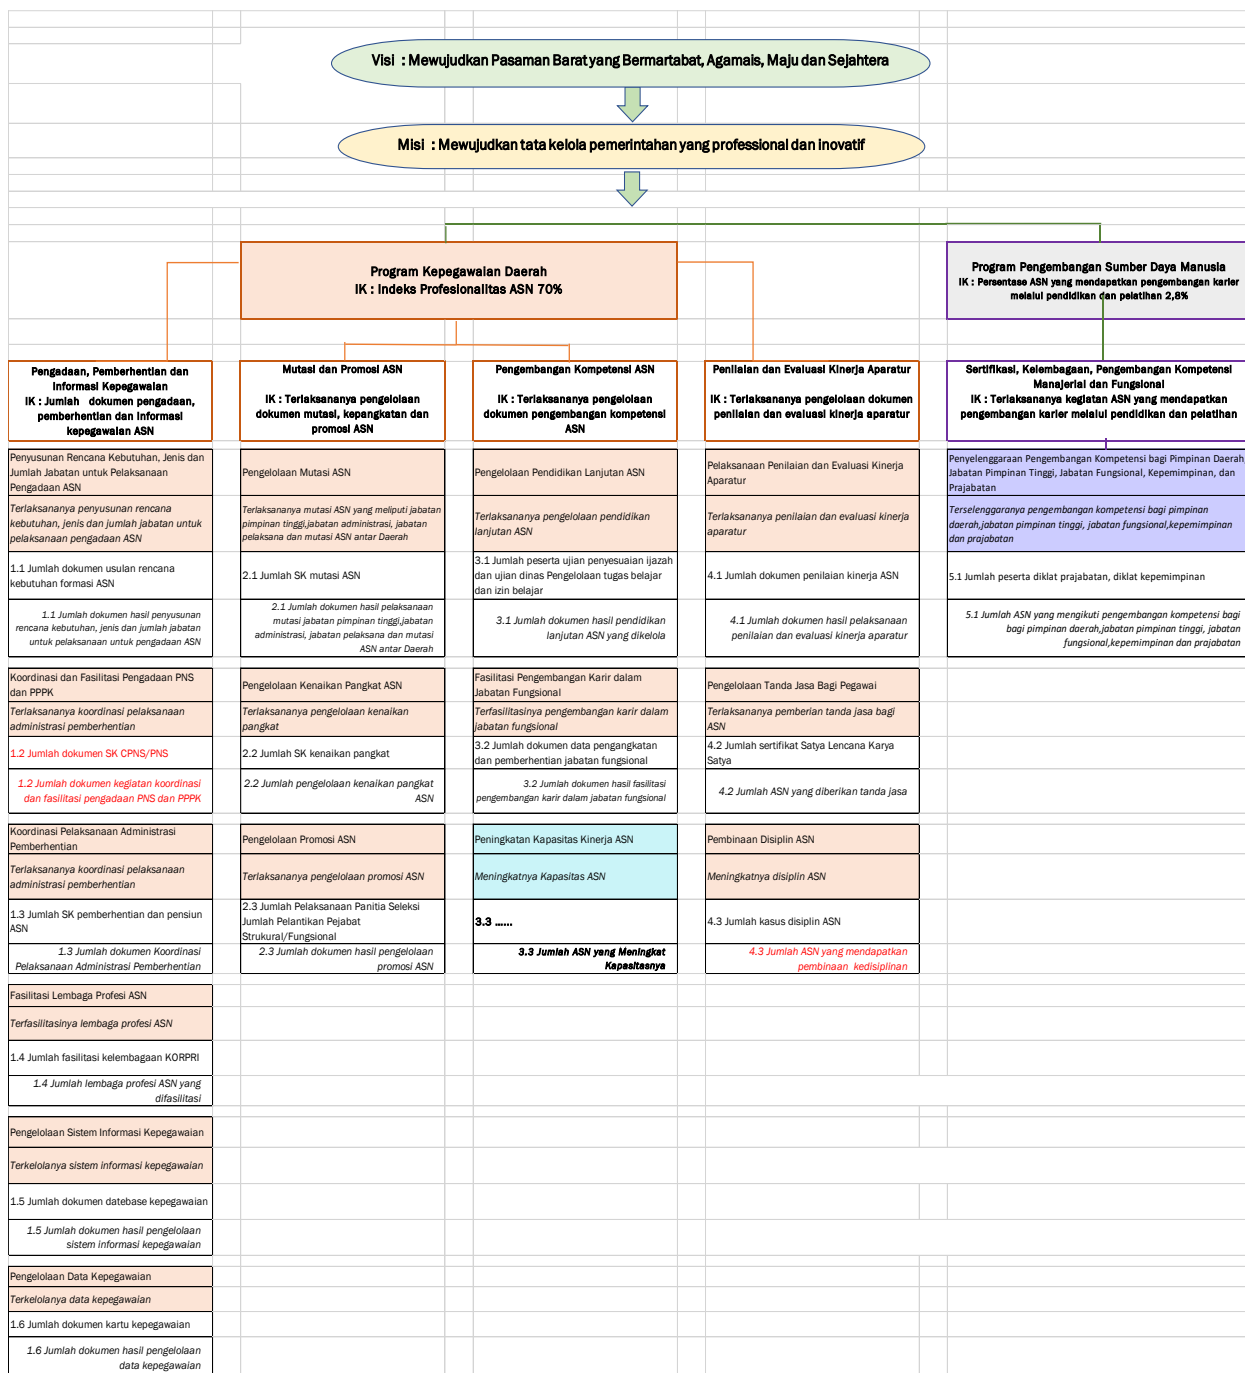 Visi : Mewujudkan Pasaman Barat yang Bermartabat, Agamais, Maju dan Sejahtera
Misi : Mewujudkan tata kelola pemerintahan yang professional dan inovatif
Program Kepegawaian Daerah
IK : Indeks Profesionalitas ASN 70%
Program Pengembangan Sumber Daya Manusia
IK : Persentase ASN yang mendapatkan pengembangan karier
melalui pendidikan dan pelatihan 2,8%
Pengadaan, Pemberhentian dan
Informasi Kepegawaian
IK : Jumlah dokumen pengadaan,
pemberhentian dan informasi
kepegawaian ASN
Mutasi dan Promosi ASN
IK : Terlaksananya pengelolaan
dokumen mutasi, kepangkatan dan
promosi ASN
Pengembangan Kompetensi ASN
IK : Terlaksananya pengelolaan
dokumen pengembangan kompetensi
ASN
Penilaian dan Evaluasi Kinerja Aparatur
IK : Terlaksananya pengelolaan dokumen
penilaian dan evaluasi kinerja aparatur
Sertifikasi, Kelembagaan, Pengembangan Kompetensi
Manajerial dan Fungsional
IK : Terlaksananya kegiatan ASN yang mendapatkan
pengembangan karier melalui pendidikan dan pelatihan
Penyusunan Rencana Kebutuhan, Jenis dan
Jumlah Jabatan untuk Pelaksanaan
Pengadaan ASN
Pengelolaan Mutasi ASN
Pengelolaan Pendidikan Lanjutan ASN
Pelaksanaan Penilaian dan Evaluasi Kinerja
Aparatur
Penyelenggaraan Pengembangan Kompetensi bagi Pimpinan Daerah,
Jabatan Pimpinan Tinggi, Jabatan Fungsional, Kepemimpinan, dan
Prajabatan
Terlaksananya penyusunan rencana
kebutuhan, jenis dan jumlah jabatan untuk
pelaksanaan pengadaan ASN
Terlaksananya mutasi ASN yang meliputi jabatan
pimpinan tinggi,jabatan administrasi, jabatan
pelaksana dan mutasi ASN antar Daerah
Terlaksananya pengelolaan pendidikan
lanjutan ASN
Terlaksananya penilaian dan evaluasi kinerja
aparatur
Terselenggaranya pengembangan kompetensi bagi pimpinan
daerah,jabatan pimpinan tinggi, jabatan fungsional,kepemimpinan
dan prajabatan
1.1 Jumlah dokumen usulan rencana
kebutuhan formasi ASN
2.1 Jumlah SK mutasi ASN
3.1 Jumlah peserta ujian penyesuaian ijazah
dan ujian dinas Pengelolaan tugas belajar
dan izin belajar
4.1 Jumlah dokumen penilaian kinerja ASN
5.1 Jumlah peserta diklat prajabatan, diklat kepemimpinan
1.1 Jumlah dokumen hasil penyusunan
rencana kebutuhan, jenis dan jumlah jabatan
untuk pelaksanaan untuk pengadaan ASN
2.1 Jumlah dokumen hasil pelaksanaan
mutasi jabatan pimpinan tinggi,jabatan
administrasi, jabatan pelaksana dan mutasi
ASN antar Daerah
3.1 Jumlah dokumen hasil pendidikan
lanjutan ASN yang dikelola
4.1 Jumlah dokumen hasil pelaksanaan
penilaian dan evaluasi kinerja aparatur
5.1 Jumlah ASN yang mengikuti pengembangan kompetensi bagi
bagi pimpinan daerah,jabatan pimpinan tinggi, jabatan
fungsional,kepemimpinan dan prajabatan
Koordinasi dan Fasilitasi Pengadaan PNS
dan PPPK
Pengelolaan Kenaikan Pangkat ASN
Fasilitasi Pengembangan Karir dalam
Jabatan Fungsional
Pengelolaan Tanda Jasa Bagi Pegawai
Terlaksananya koordinasi pelaksanaan
administrasi pemberhentian
Terlaksananya pengelolaan kenaikan
pangkat
Terfasilitasinya pengembangan karir dalam
jabatan fungsional
Terlaksananya pemberian tanda jasa bagi
ASN
1.2 Jumlah dokumen SK CPNS/PNS
2.2 Jumlah SK kenaikan pangkat
3.2 Jumlah dokumen data pengangkatan
dan pemberhentian jabatan fungsional
4.2 Jumlah sertifikat Satya Lencana Karya
Satya
1.2 Jumlah dokumen kegiatan koordinasi
dan fasilitasi pengadaan PNS dan PPPK
2.2 Jumlah pengelolaan kenaikan pangkat
ASN
3.2 Jumlah dokumen hasil fasilitasi
pengembangan karir dalam jabatan fungsional
4.2 Jumlah ASN yang diberikan tanda jasa
Koordinasi Pelaksanaan Administrasi
Pemberhentian
Pengelolaan Promosi ASN
Peningkatan Kapasitas Kinerja ASN
Pembinaan Disiplin ASN
Terlaksananya koordinasi pelaksanaan
administrasi pemberhentian
Terlaksananya pengelolaan promosi ASN
Meningkatnya Kapasitas ASN
Meningkatnya disiplin ASN
1.3 Jumlah SK pemberhentian dan pensiun
ASN
2.3 Jumlah Pelaksanaan Panitia Seleksi
Jumlah Pelantikan Pejabat
Strukural/Fungsional
3.3 ......
4.3 Jumlah kasus disiplin ASN
1.3 Jumlah dokumen Koordinasi
Pelaksanaan Administrasi Pemberhentian
2.3 Jumlah dokumen hasil pengelolaan
promosi ASN
3.3 Jumlah ASN yang Meningkat
Kapasitasnya
4.3 Jumlah ASN yang mendapatkan
pembinaan kedisiplinan
Fasilitasi Lembaga Profesi ASN
Terfasilitasinya lembaga profesi ASN
1.4 Jumlah fasilitasi kelembagaan KORPRI
1.4 Jumlah lembaga profesi ASN yang
difasilitasi
Pengelolaan Sistem Informasi Kepegawaian
Terkelolanya sistem informasi kepegawaian
1.5 Jumlah dokumen datebase kepegawaian
1.5 Jumlah dokumen hasil pengelolaan
sistem informasi kepegawaian
Pengelolaan Data Kepegawaian
Terkelolanya data kepegawaian
1.6 Jumlah dokumen kartu kepegawaian
1.6 Jumlah dokumen hasil pengelolaan
data kepegawaian